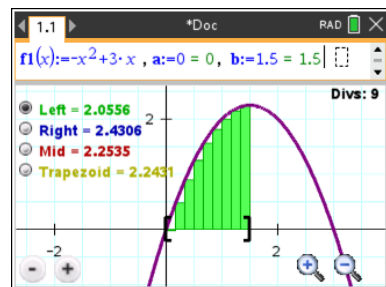 1.1 *Doc RAD
f1(x):=-x²+3·x , a:=0 = 0, b:=1.5 = 1.5
Divs: 9
Left = 2.0556
Right = 2.4306
Mid = 2.2535
Trapezoid = 2.2431
2
-2 2
- +